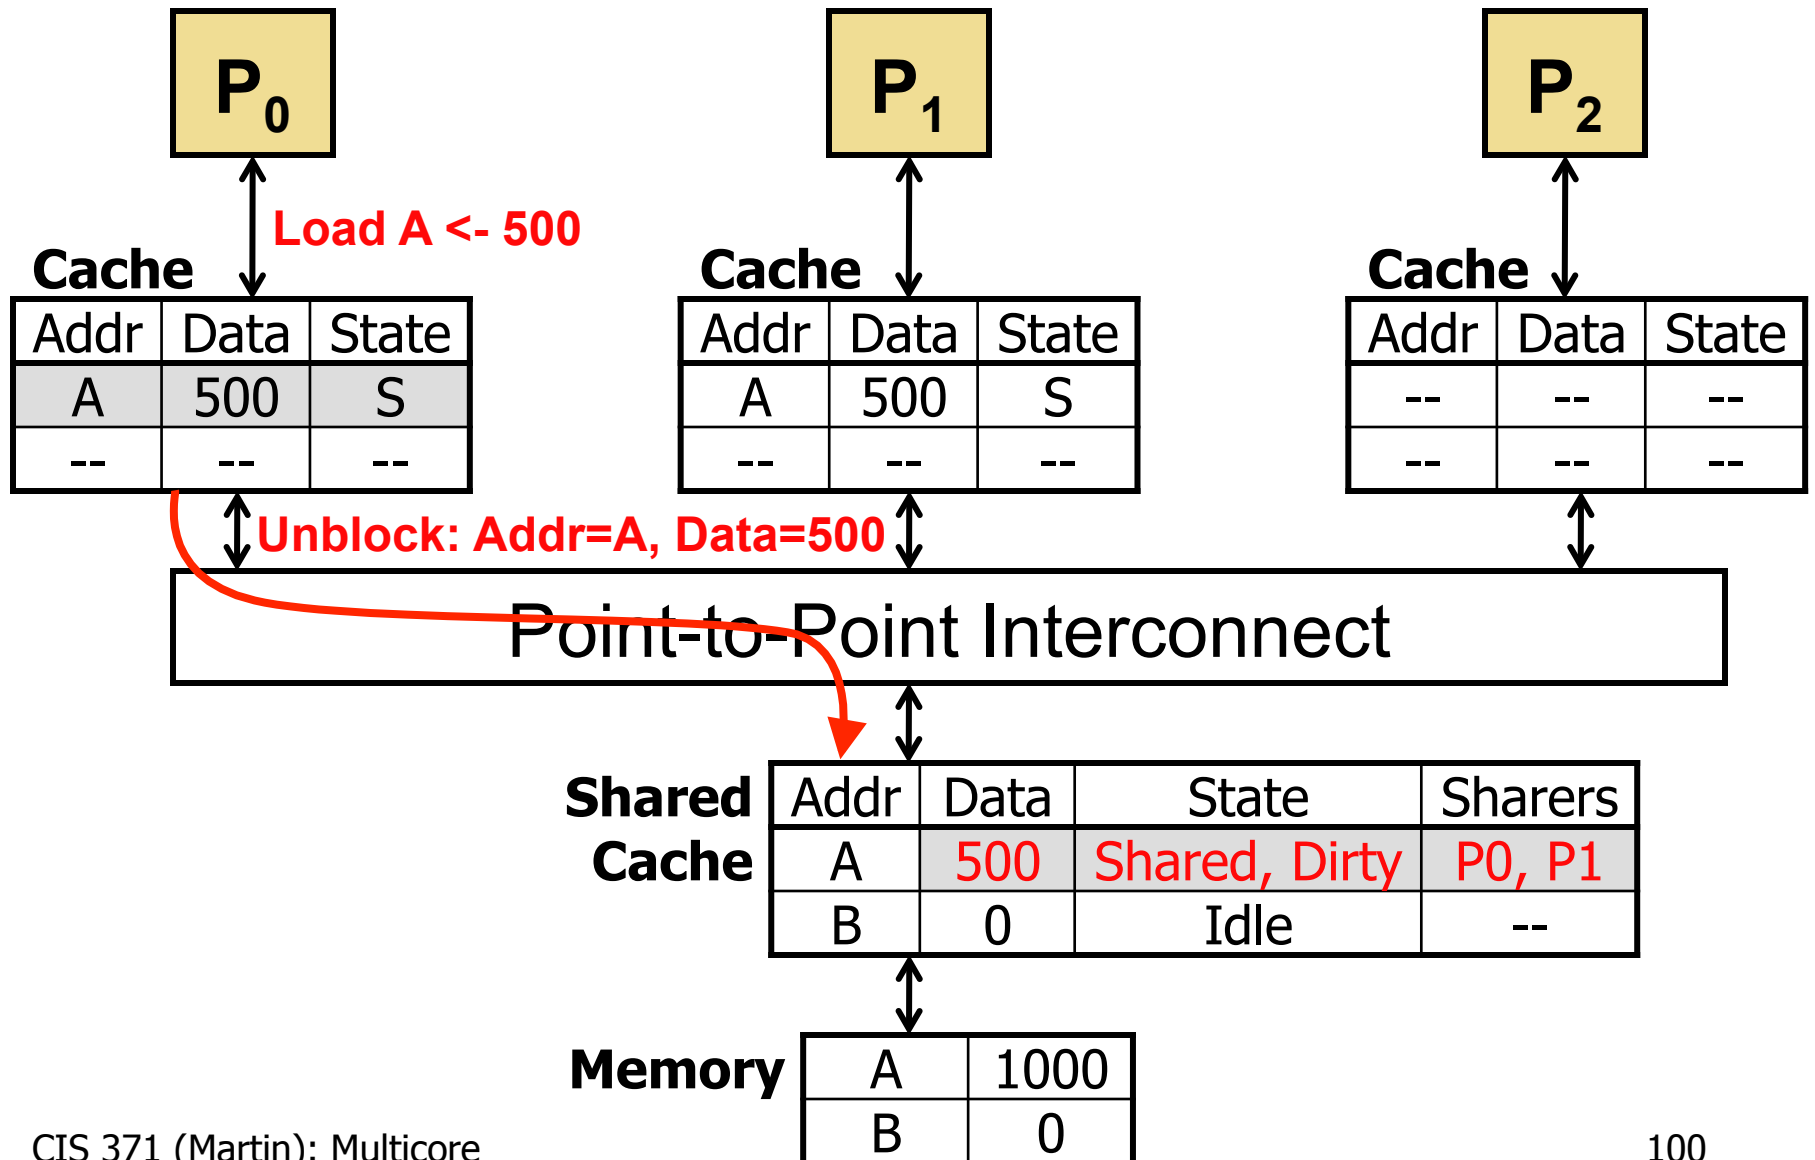 P0 P1 P2
Load A <- 500
Cache Cache Cache
Addr Data State Addr Data State Addr Data State
A 500 S A 500 S -- -- --
-- -- -- -- -- -- -- -- --
Unblock: Addr=A, Data=500
Point-to-Point Interconnect
Shared Addr Data State Sharers
Cache A 500 Shared, Dirty P0, P1
B 0 Idle --
Memory A 1000
B 0
CIS 371 (Martin): Multicore 100